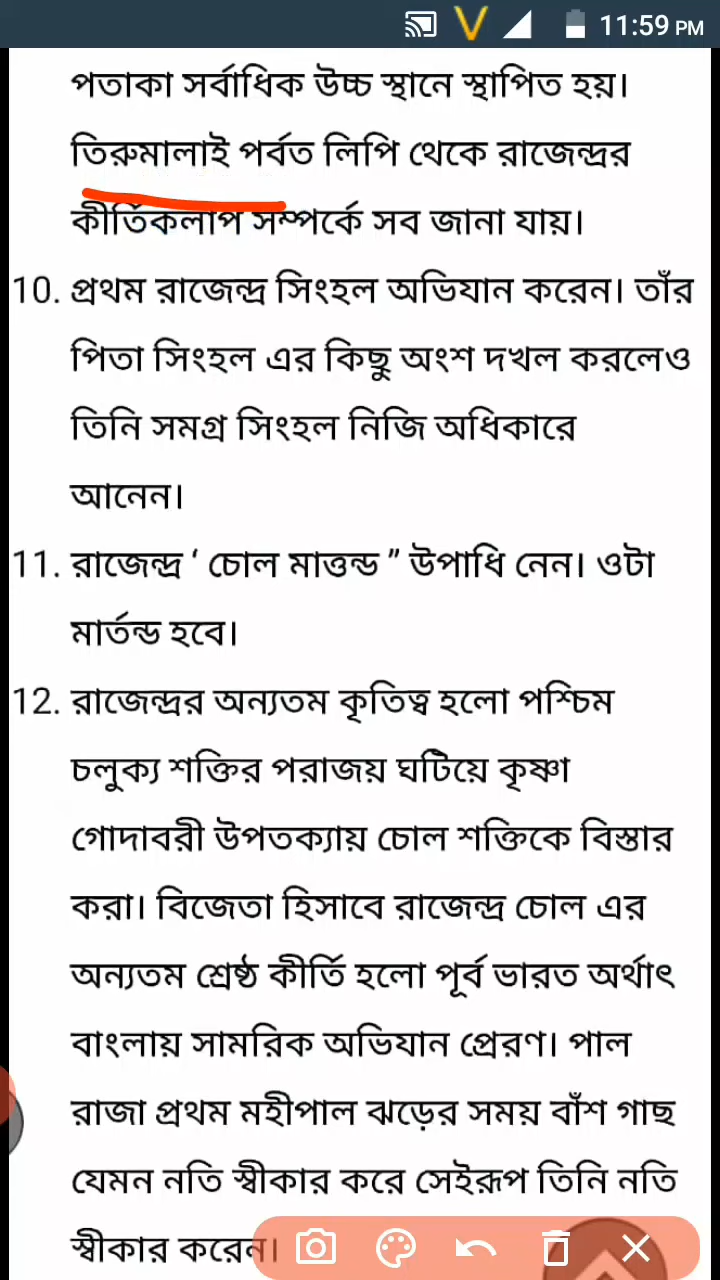 11:59 PM
পতাকা সর্বাধিক উচ্চ স্থানে স্থাপিত হয়।
তিরুমালাই পর্বত লিপি থেকে রাজেন্দ্রর
কীর্তিকলাপ সম্পর্কে সব জানা যায়।
10. প্রথম রাজেন্দ্র সিংহল অভিযান করেন। তাঁর
পিতা সিংহল এর কিছু অংশ দখল করলেও
তিনি সমগ্র সিংহল নিজি অধিকারে
আনেন।
11. রাজেন্দ্র ‘ চোল মাত্তন্ড ” উপাধি নেন। ওটা
মার্তন্ড হবে।
12. রাজেন্দ্রর অন্যতম কৃতিত্ব হলো পশ্চিম
চলুক্য শক্তির পরাজয় ঘটিয়ে কৃষ্ণা
গোদাবরী উপতক্যায় চোল শক্তিকে বিস্তার
করা। বিজেতা হিসাবে রাজেন্দ্র চোল এর
অন্যতম শ্রেষ্ঠ কীর্তি হলো পূর্ব ভারত অর্থাৎ
বাংলায় সামরিক অভিযান প্রেরণ। পাল
রাজা প্রথম মহীপাল ঝড়ের সময় বাঁশ গাছ
যেমন নতি স্বীকার করে সেইরূপ তিনি নতি
স্বীকার করেন।